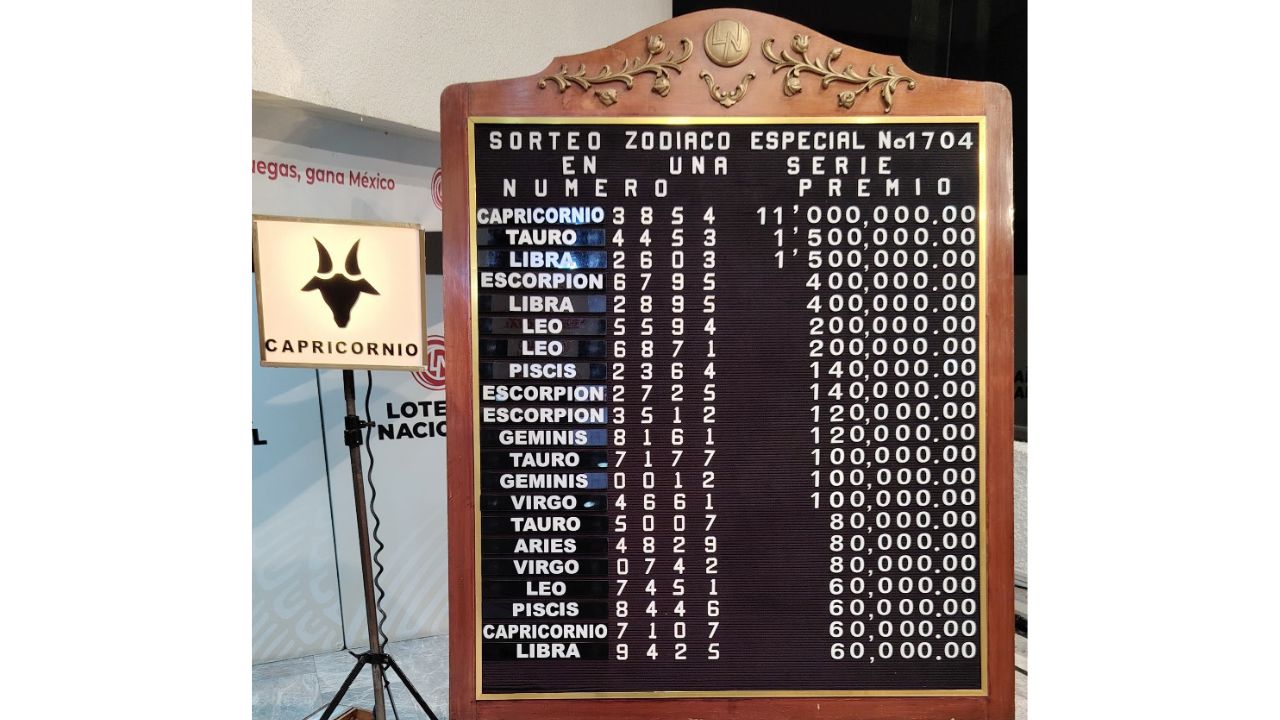 uegas, gana México
CAPRICORNIO
LOTE
NACIO
L
LN
SORTEO ZODIACO ESPECIAL No1704
EN UNA SERIE
NUMERO PREMIO
CAPRICORNIO 3854 11'000,000.00
TAURO 4453 1'500,000.00
LIBRA 2603 1'500,000.00
ESCORPION 6795 400,000.00
LIBRA 2895 400,000.00
LEO 5594 200,000.00
LEO 6871 200,000.00
PISCIS 2364 140,000.00
ESCORPION 2725 140,000.00
ESCORPION 3512 120,000.00
GEMINIS 8161 120,000.00
TAURO 7177 100,000.00
GEMINIS 0012 100,000.00
VIRGO 4661 100,000.00
TAURO 5007 80,000.00
ARIES 4829 80,000.00
VIRGO 0742 80,000.00
LEO 7451 60,000.00
PISCIS 8446 60,000.00
CAPRICORNIO 7107 60,000.00
LIBRA 9425 60,000.00